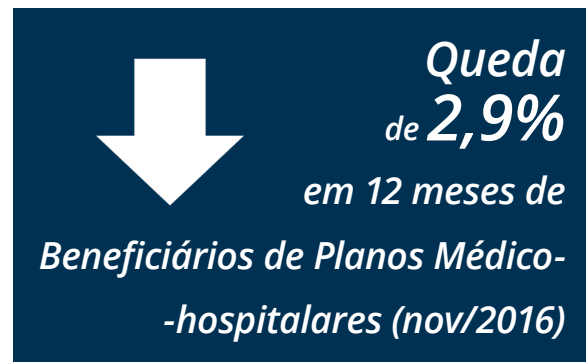 Queda
de 2,9%
em 12 meses de
Beneficiários de Planos Médico-
-hospitalares (nov/2016)